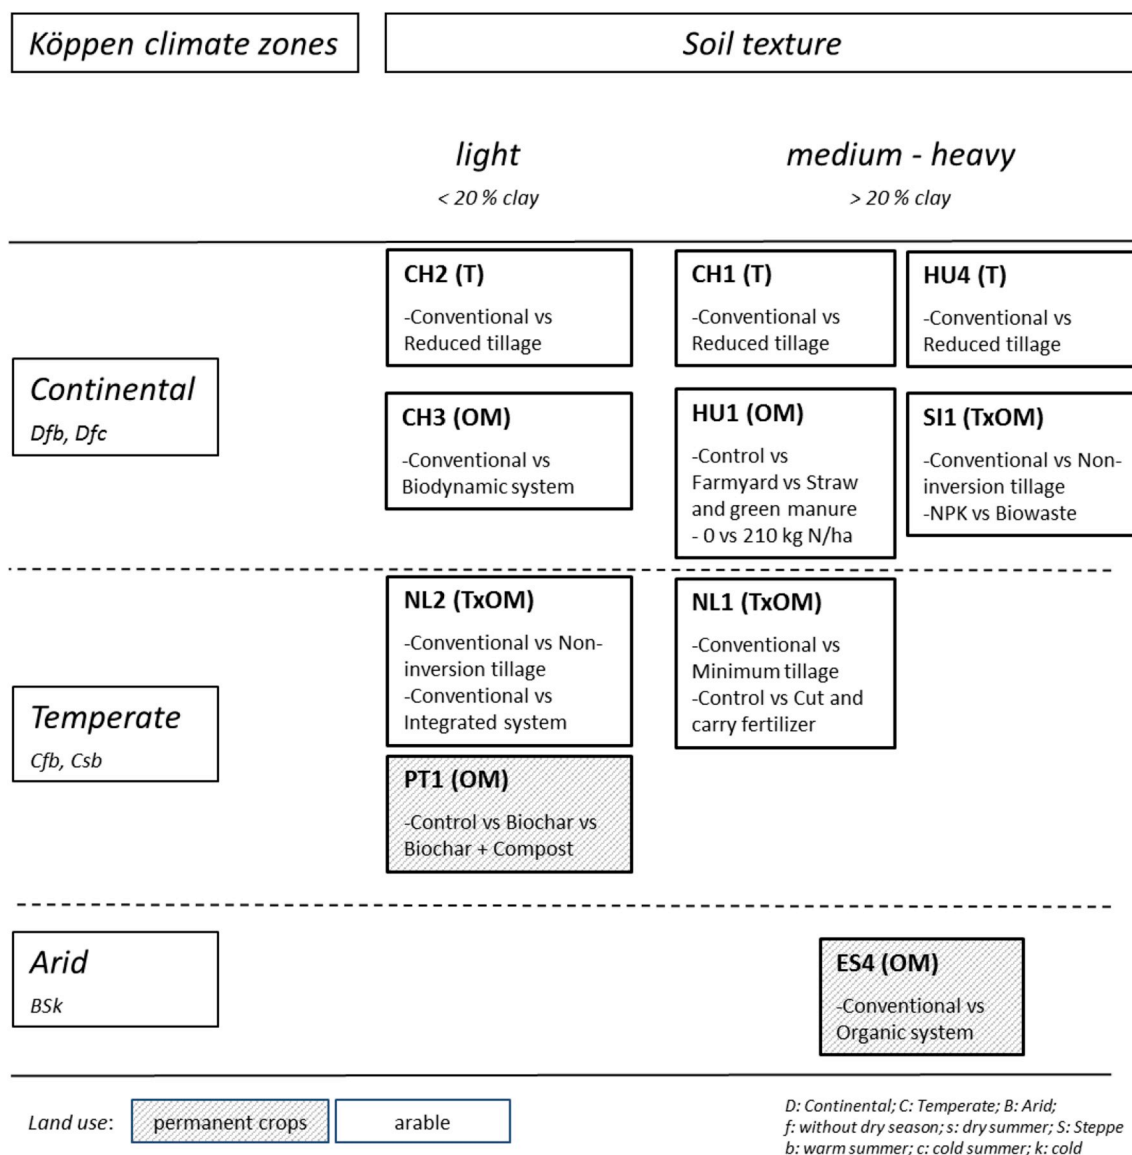 Köppen climate zones
Soil texture
light
< 20 % clay
medium - heavy
> 20 % clay
Continental
Dfb, Dfc
CH2 (T)
-Conventional vs
Reduced tillage
CH1 (T)
-Conventional vs
Reduced tillage
HU4 (T)
-Conventional vs
Reduced tillage
CH3 (OM)
-Conventional vs
Biodynamic system
HU1 (OM)
-Control vs
Farmyard vs Straw
and green manure
- 0 vs 210 kg N/ha
SI1 (TxOM)
-Conventional vs Non-
inversion tillage
-NPK vs Biowaste
Temperate
Cfb, Csb
NL2 (TxOM)
-Conventional vs Non-
inversion tillage
-Conventional vs
Integrated system
NL1 (TxOM)
-Conventional vs
Minimum tillage
-Control vs Cut and
carry fertilizer
PT1 (OM)
-Control vs Biochar vs
Biochar + Compost
Arid
BSk
ES4 (OM)
-Conventional vs
Organic system
Land use:
permanent crops
arable
D: Continental; C: Temperate; B: Arid;
f: without dry season; s: dry summer; S: Steppe
b: warm summer; c: cold summer; k: cold